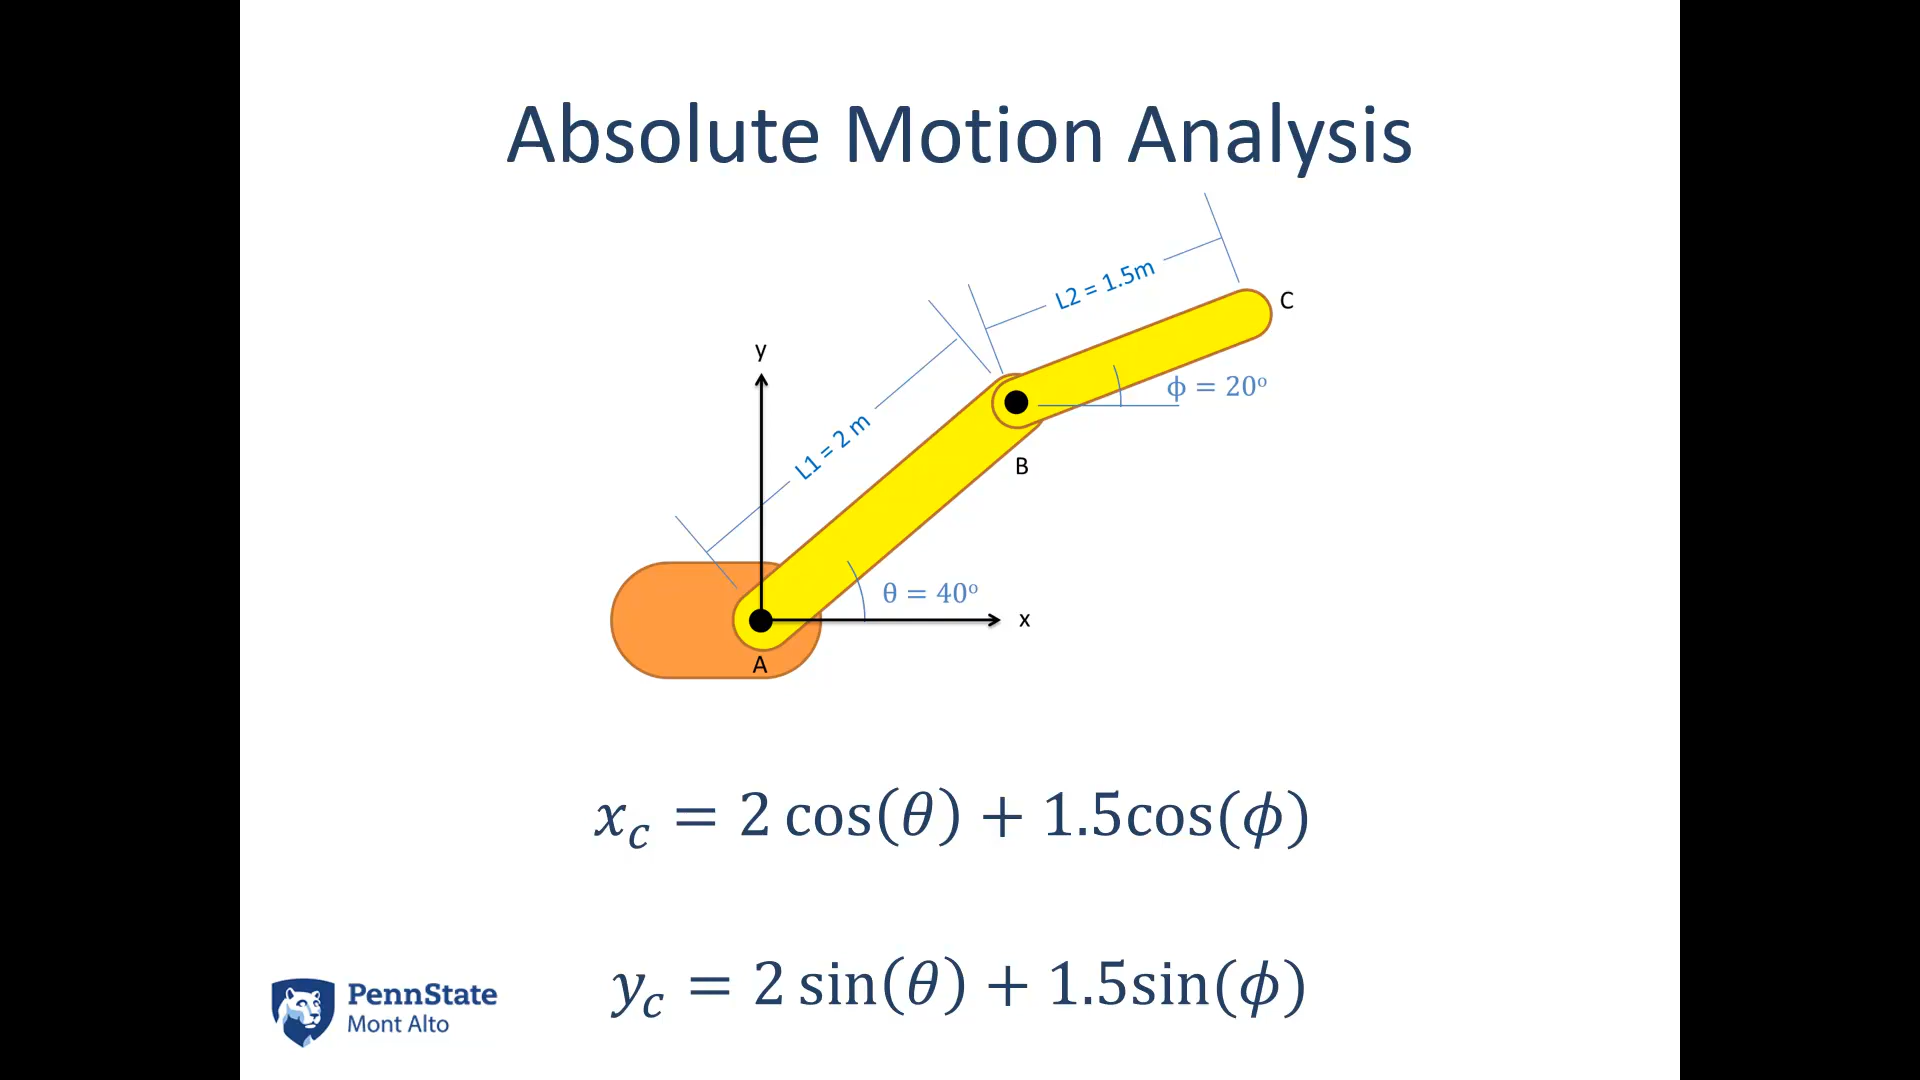 Absolute Motion Analysis
L2 = 1.5m
C
y
ϕ = 20ᵒ
L1 = 2 m
B
θ = 40ᵒ
x
A
x_c = 2 cos(θ) + 1.5cos(ϕ)
y_c = 2 sin(θ) + 1.5sin(ϕ)
PennState
Mont Alto